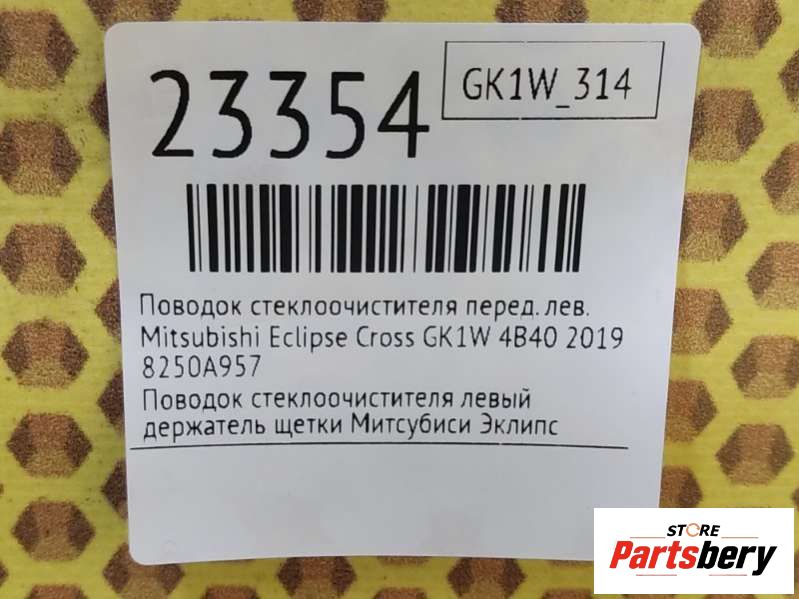 23354
GK1W_314
Поводок стеклоочистителя перед. лев.
Mitsubishi Eclipse Cross GK1W 4B40 2019
8250A957
Поводок стеклоочистителя левый
держатель щетки Митсубиси Эклипс
STORE
Partsbery